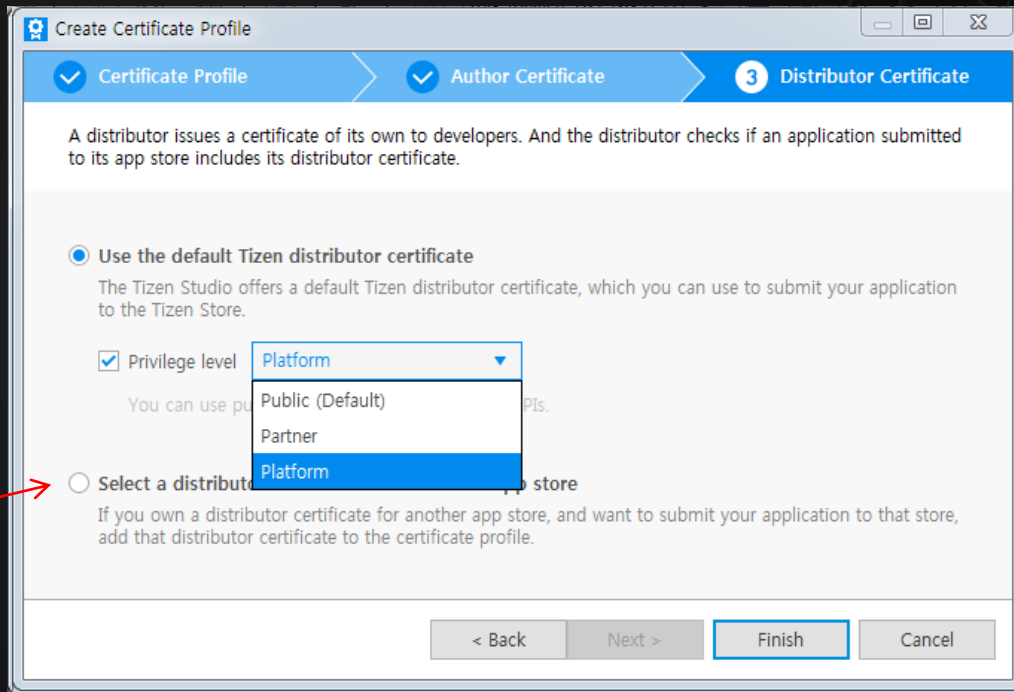 Create Certificate Profile
Certificate Profile
Author Certificate
3 Distributor Certificate
A distributor issues a certificate of its own to developers. And the distributor checks if an application submitted
to its app store includes its distributor certificate.
Use the default Tizen distributor certificate
The Tizen Studio offers a default Tizen distributor certificate, which you can use to submit your application
to the Tizen Store.
Privilege level Platform
Public (Default)
You can use pu PIs.
Partner
Platform
Select a distribut p store
If you own a distributor certificate for another app store, and want to submit your application to that store,
add that distributor certificate to the certificate profile.
< Back Next > Finish Cancel